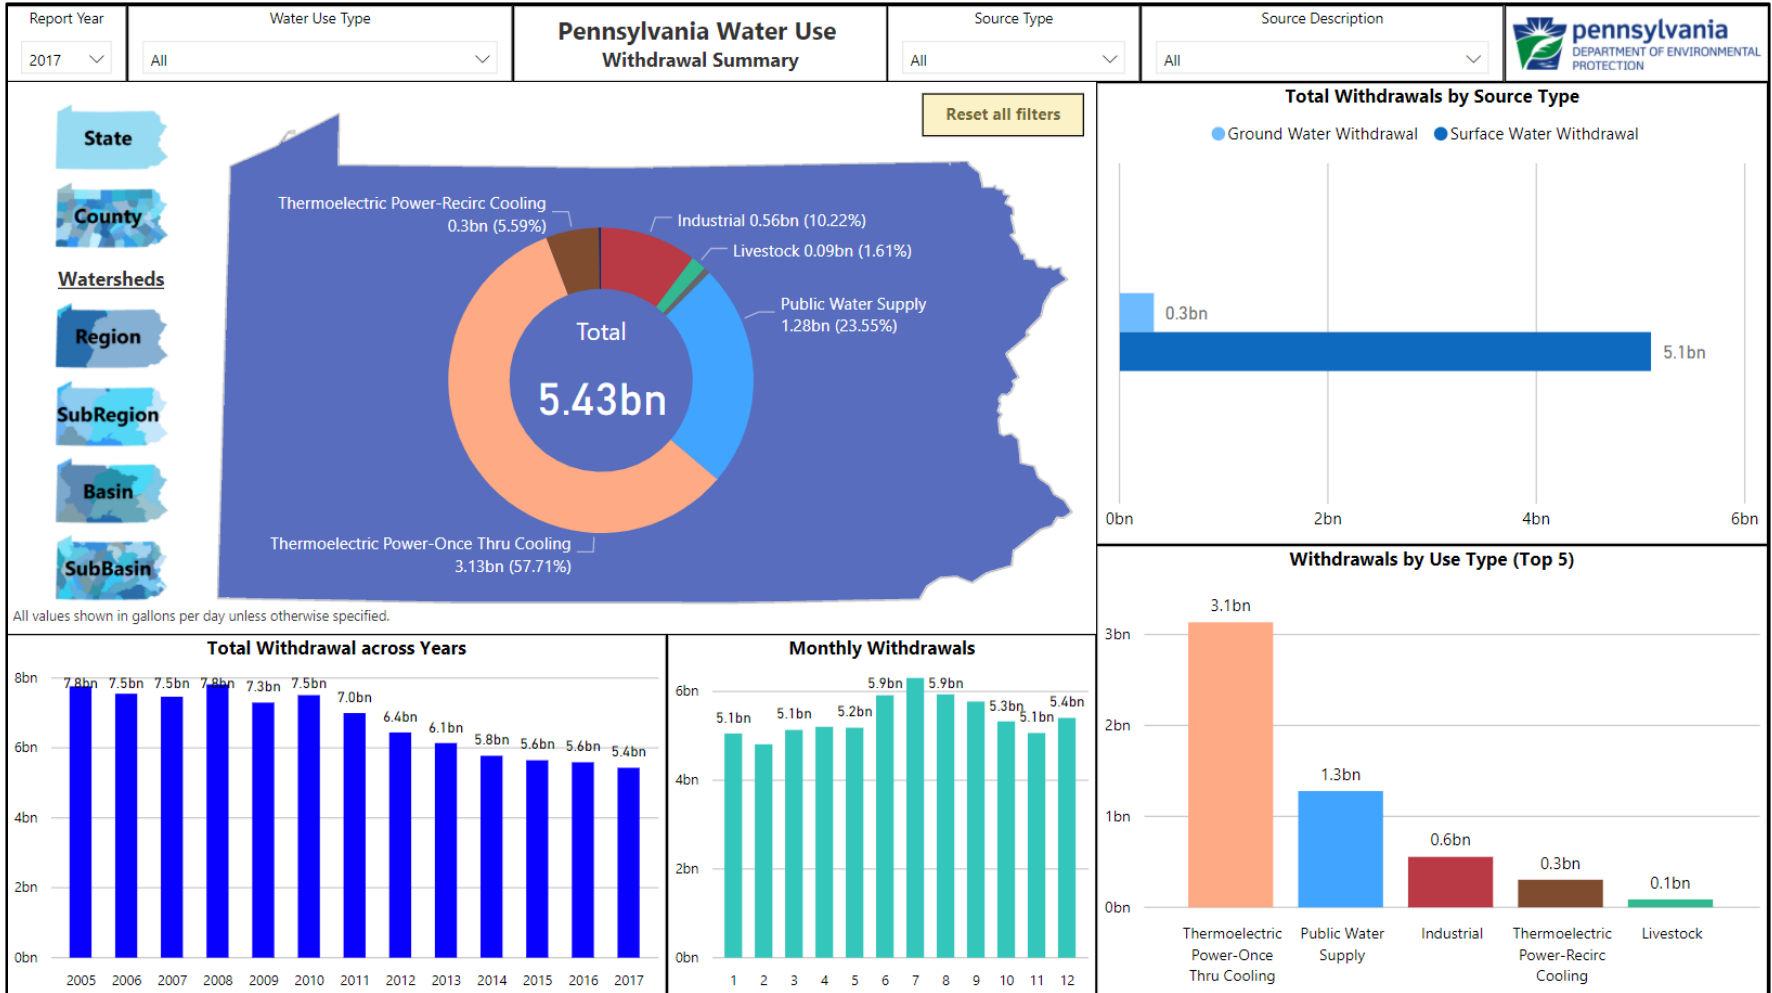 Report Year
2017
Water Use Type
All
Pennsylvania Water Use
Withdrawal Summary
Source Type
All
Source Description
All
pennsylvania
DEPARTMENT OF ENVIRONMENTAL
PROTECTION
State
County
Watersheds
Region
SubRegion
Basin
SubBasin
Reset all filters
Thermoelectric Power-Recirc Cooling
0.3bn (5.59%)
Industrial 0.56bn (10.22%)
Livestock 0.09bn (1.61%)
Public Water Supply
1.28bn (23.55%)
Total
5.43bn
Thermoelectric Power-Once Thru Cooling
3.13bn (57.71%)
All values shown in gallons per day unless otherwise specified.
Total Withdrawals by Source Type
Ground Water Withdrawal Surface Water Withdrawal
0.3bn
5.1bn
0bn 2bn 4bn 6bn
Total Withdrawal across Years
8bn
6bn
4bn
2bn
0bn
7.8bn 7.5bn 7.5bn 7.8bn 7.3bn 7.5bn 7.0bn 6.4bn 6.1bn 5.8bn 5.6bn 5.6bn 5.4bn
2005 2006 2007 2008 2009 2010 2011 2012 2013 2014 2015 2016 2017
Monthly Withdrawals
6bn
4bn
2bn
0bn
5.1bn 5.1bn 5.2bn 5.9bn 5.9bn 5.3bn 5.1bn 5.4bn
1 2 3 4 5 6 7 8 9 10 11 12
Withdrawals by Use Type (Top 5)
3bn
2bn
1bn
0bn
3.1bn
1.3bn
0.6bn
0.3bn
0.1bn
Thermoelectric
Power-Once
Thru Cooling
Public Water
Supply
Industrial
Thermoelectric
Power-Recirc
Cooling
Livestock